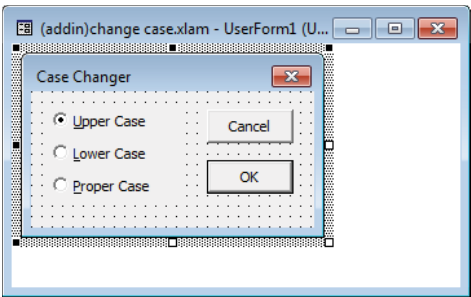 (addin)change case.xlam - UserForm1 (U...
Case Changer
Upper Case
Cancel
Lower Case
OK
Proper Case